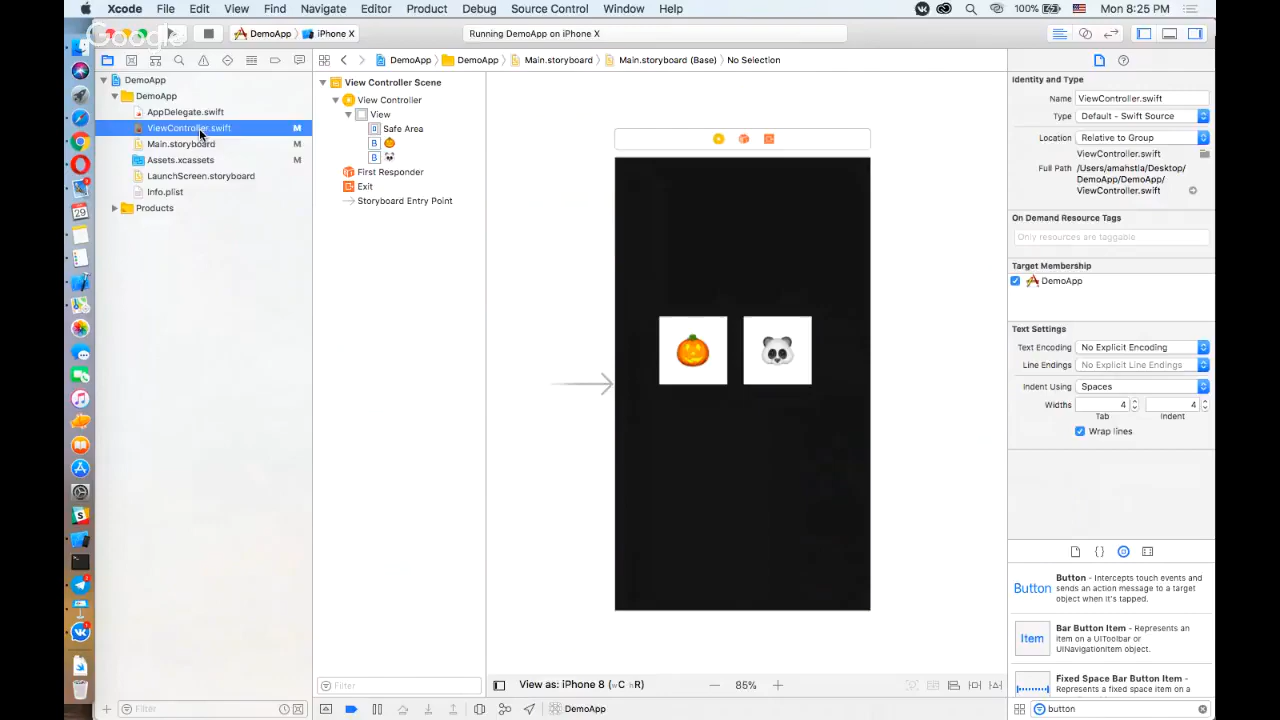 Xcode File Edit View Find Navigate Editor Product Debug Source Control Window Help 100% Mon 8:25 PM
Google
DemoApp iPhone X Running DemoApp on iPhone X
DemoApp DemoApp Main.storyboard Main.storyboard (Base) No Selection
DemoApp
DemoApp
AppDelegate.swift
ViewController.swift M
Main.storyboard M
Assets.xcassets M
LaunchScreen.storyboard
Info.plist
Products
Filter
View Controller Scene
View Controller
View
Safe Area
B 🎃
B 🐼
First Responder
Exit
Storyboard Entry Point
Filter
View as: iPhone 8 (wC hR) 85%
DemoApp
Identity and Type
Name ViewController.swift
Type Default - Swift Source
Location Relative to Group
ViewController.swift
Full Path /Users/amahstla/Desktop/
DemoApp/DemoApp/
ViewController.swift
On Demand Resource Tags
Only resources are taggable
Target Membership
DemoApp
Text Settings
Text Encoding No Explicit Encoding
Line Endings No Explicit Line Endings
Indent Using Spaces
Widths 4 4
Tab Indent
Wrap lines
Button
Button - Intercepts touch events and
sends an action message to a target
object when it's tapped.
Item
Bar Button Item - Represents an
item on a UIToolbar or
UINavigationItem object.
Fixed Space Bar Button Item -
Represents a fixed space item on a
button